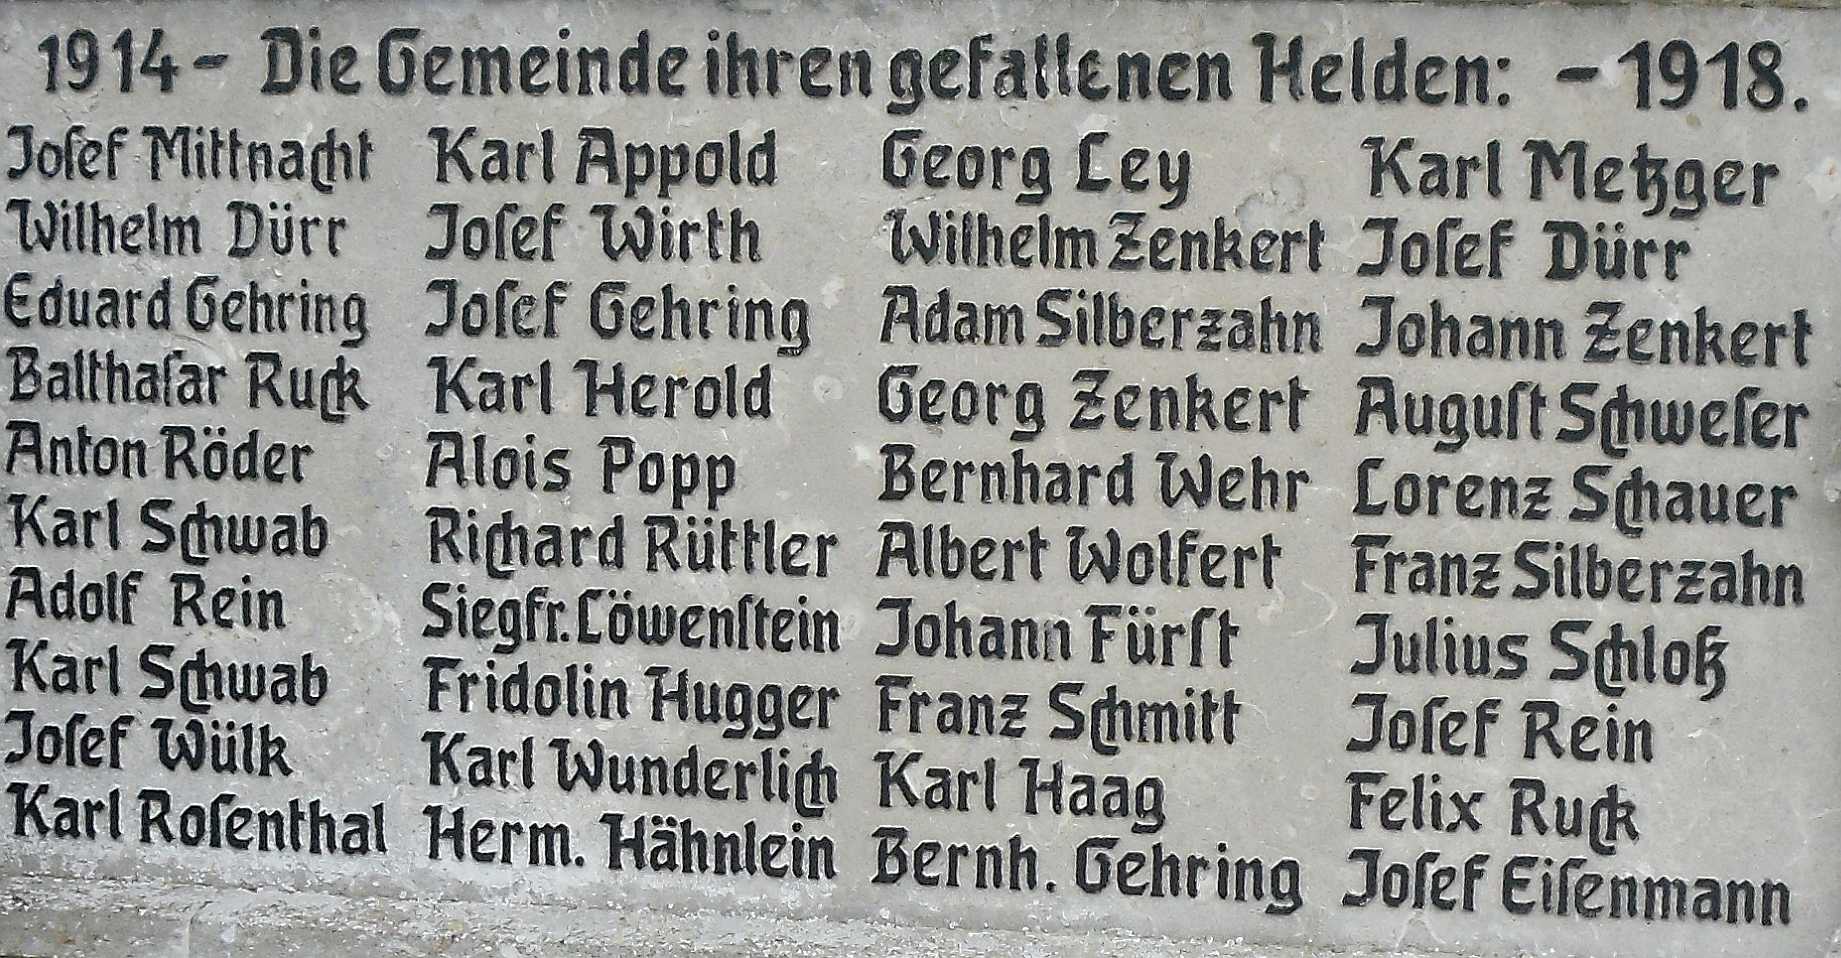 1914 - Die Gemeinde ihren gefallenen Helden: - 1918.
Joſef Mittnacht
Wilhelm Dürr
Eduard Gehring
Balthaſar Ruck
Anton Röder
Karl Schwab
Adolf Rein
Karl Schwab
Joſef Wülk
Karl Roſenthal
Karl Appold
Joſef Wirth
Joſef Gehring
Karl Herold
Alois Popp
Richard Rüttler
Siegfr. Löwenſtein
Fridolin Hugger
Karl Wunderlich
Herm. Hähnlein
Georg Ley
Wilhelm Zenkert
Adam Silberzahn
Georg Zenkert
Bernhard Wehr
Albert Wolfert
Johann Fürſt
Franz Schmitt
Karl Haag
Bernh. Gehring
Karl Metzger
Joſef Dürr
Johann Zenkert
Auguſt Schweſer
Lorenz Schauer
Franz Silberzahn
Julius Schloß
Joſef Rein
Felix Ruck
Joſef Eiſenmann